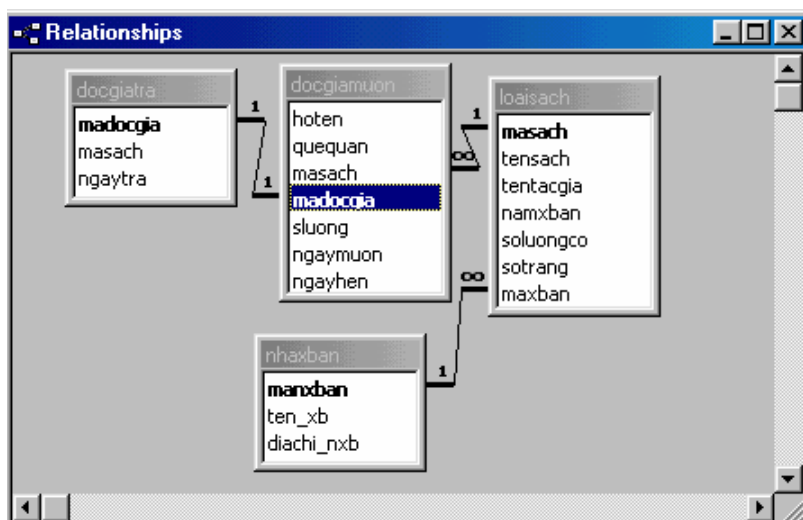 Relationships
docgiatra
madocgia
masach
ngaytra
1
1
docgiamuon
hoten
quequan
masach
madocgia
sluong
ngaymuon
ngayhen
1
∞
∞
1
loaisach
masach
tensach
tentacgia
namxban
soluongco
sotrang
maxban
nhaxban
manxban
ten_xb
diachi_nxb